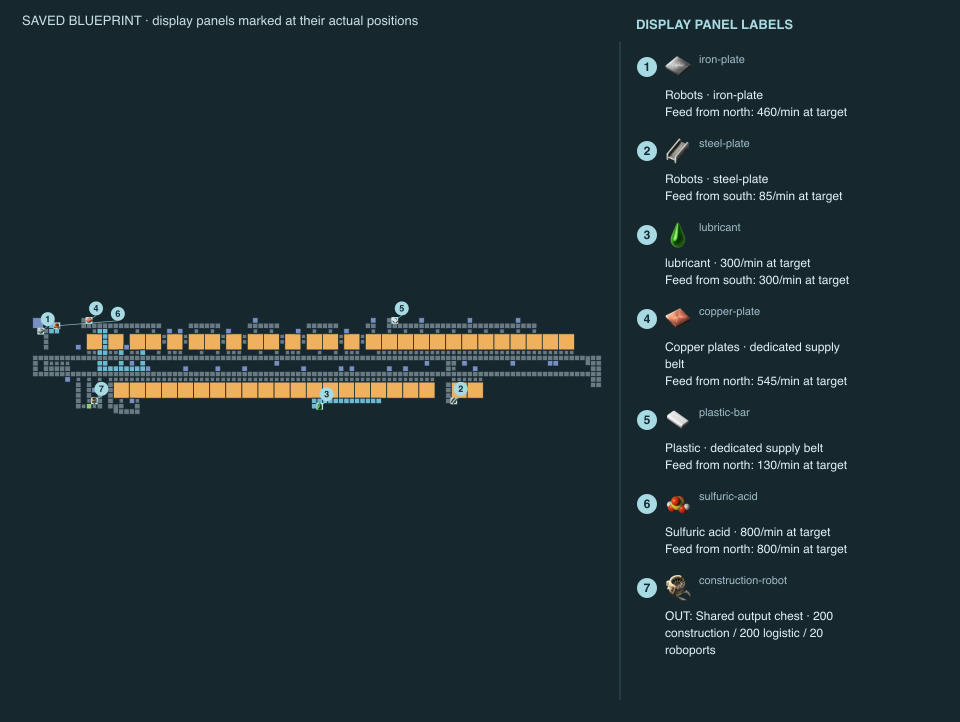 SAVED BLUEPRINT · display panels marked at their actual positions
1
4
6
5
7
3
2
DISPLAY PANEL LABELS
1
iron-plate
Robots · iron-plate
Feed from north: 460/min at target
2
steel-plate
Robots · steel-plate
Feed from south: 85/min at target
3
lubricant
lubricant · 300/min at target
Feed from south: 300/min at target
4
copper-plate
Copper plates · dedicated supply
belt
Feed from north: 545/min at target
5
plastic-bar
Plastic · dedicated supply belt
Feed from north: 130/min at target
6
sulfuric-acid
Sulfuric acid · 800/min at target
Feed from north: 800/min at target
7
construction-robot
OUT: Shared output chest · 200
construction / 200 logistic / 20
roboports